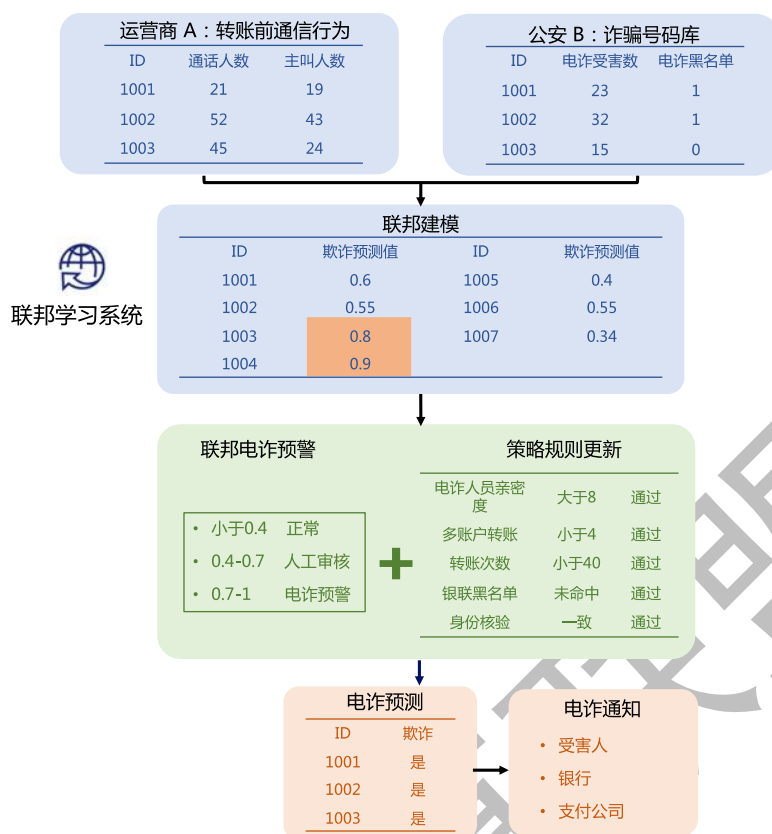 运营商 A：转账前通信行为
ID 通话人数 主叫人数
1001 21 19
1002 52 43
1003 45 24
公安 B：诈骗号码库
ID 电诈受害数 电诈黑名单
1001 23 1
1002 32 1
1003 15 0
联邦学习系统
联邦建模
ID 欺诈预测值 ID 欺诈预测值
1001 0.6 1005 0.4
1002 0.55 1006 0.55
1003 0.8 1007 0.34
1004 0.9
联邦电诈预警
• 小于0.4 正常
• 0.4-0.7 人工审核
• 0.7-1 电诈预警
策略规则更新
电诈人员亲密
度 大于8 通过
多账户转账 小于4 通过
转账次数 小于40 通过
银联黑名单 未命中 通过
身份核验 一致 通过
电诈预测
ID 欺诈
1001 是
1002 是
1003 是
电诈通知
• 受害人
• 银行
• 支付公司